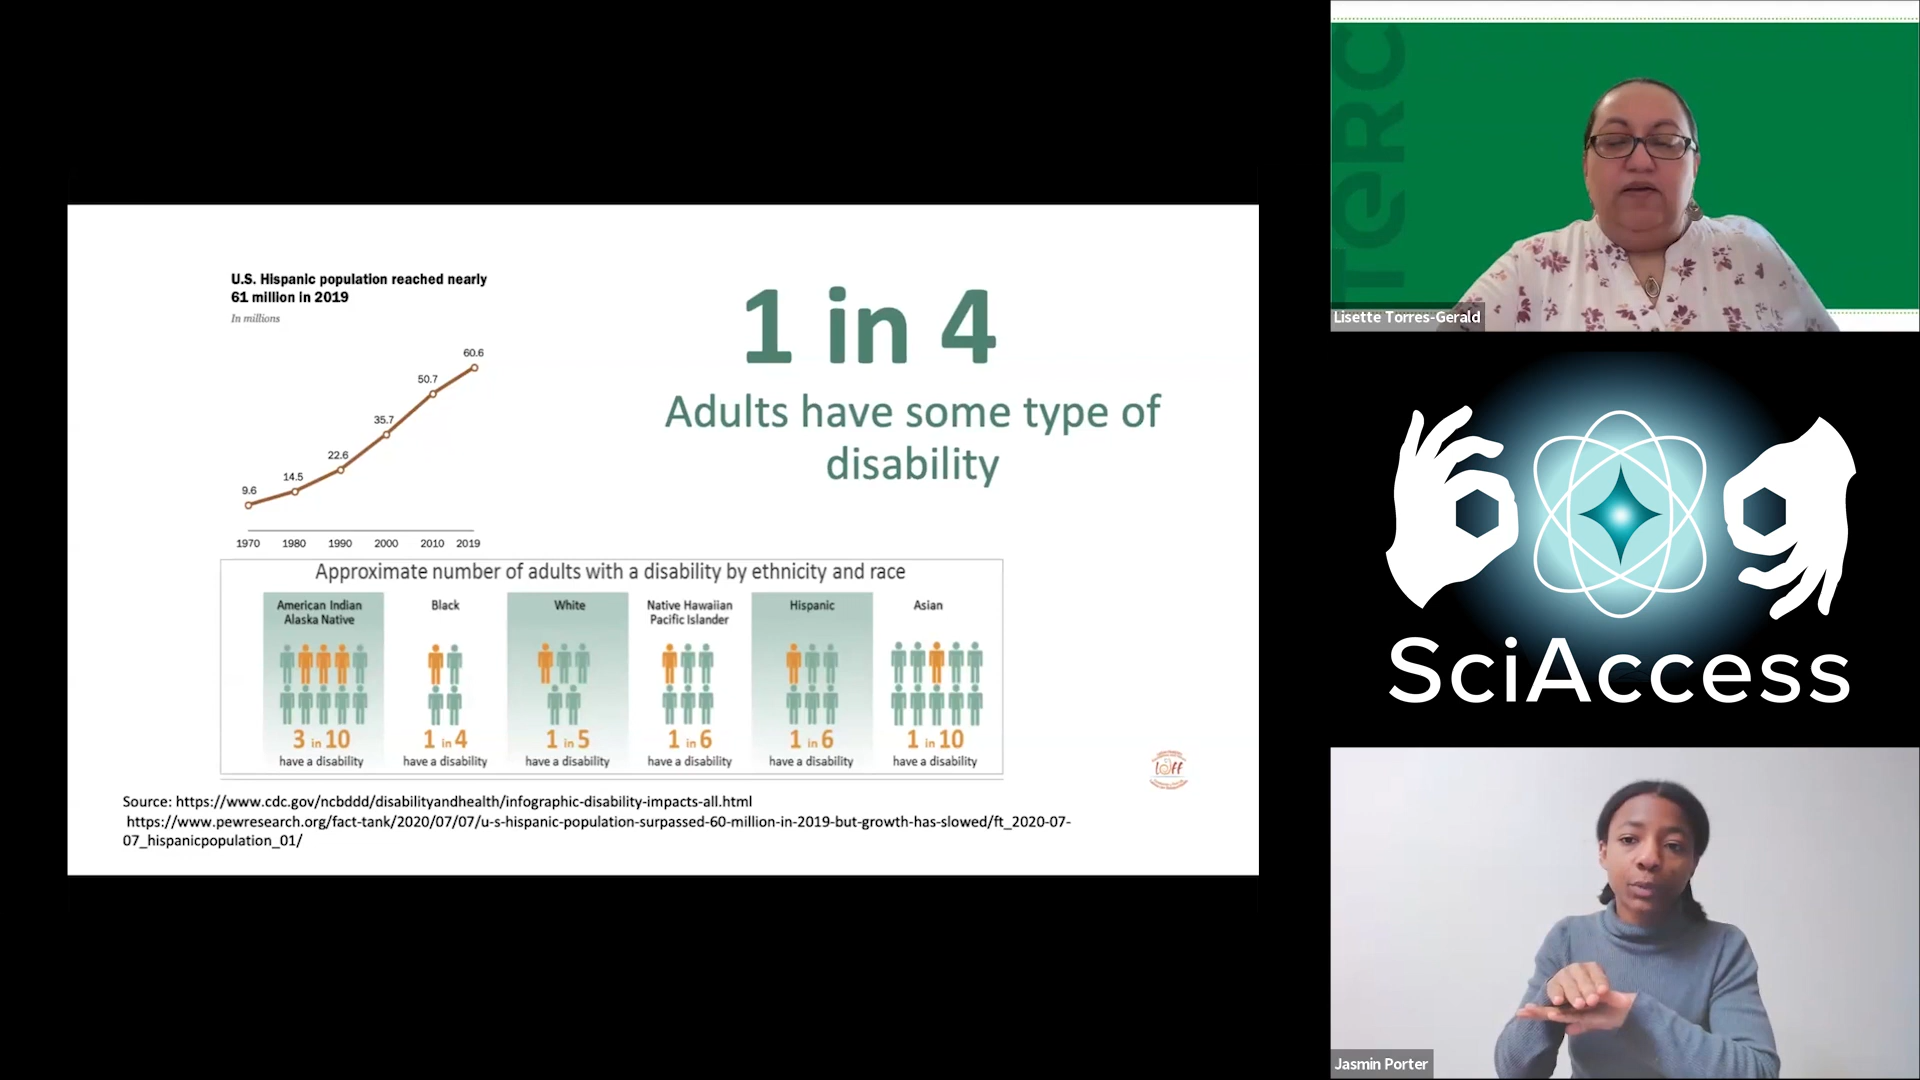 U.S. Hispanic population reached nearly
61 million in 2019
In millions
60.6
50.7
35.7
22.6
14.5
9.6
1970 1980 1990 2000 2010 2019
1 in 4
Adults have some type of
disability
Approximate number of adults with a disability by ethnicity and race
American Indian
Alaska Native
Black
White
Native Hawaiian
Pacific Islander
Hispanic
Asian
3 in 10
have a disability
1 in 4
have a disability
1 in 5
have a disability
1 in 6
have a disability
1 in 6
have a disability
1 in 10
have a disability
Source: https://www.cdc.gov/ncbddd/disabilityandhealth/infographic-disability-impacts-all.html
https://www.pewresearch.org/fact-tank/2020/07/07/u-s-hispanic-population-surpassed-60-million-in-2019-but-growth-has-slowed/ft_2020-07-
07_hispanicpopulation_01/
TeRC
Lisette Torres-Gerald
SciAccess
Jasmin Porter